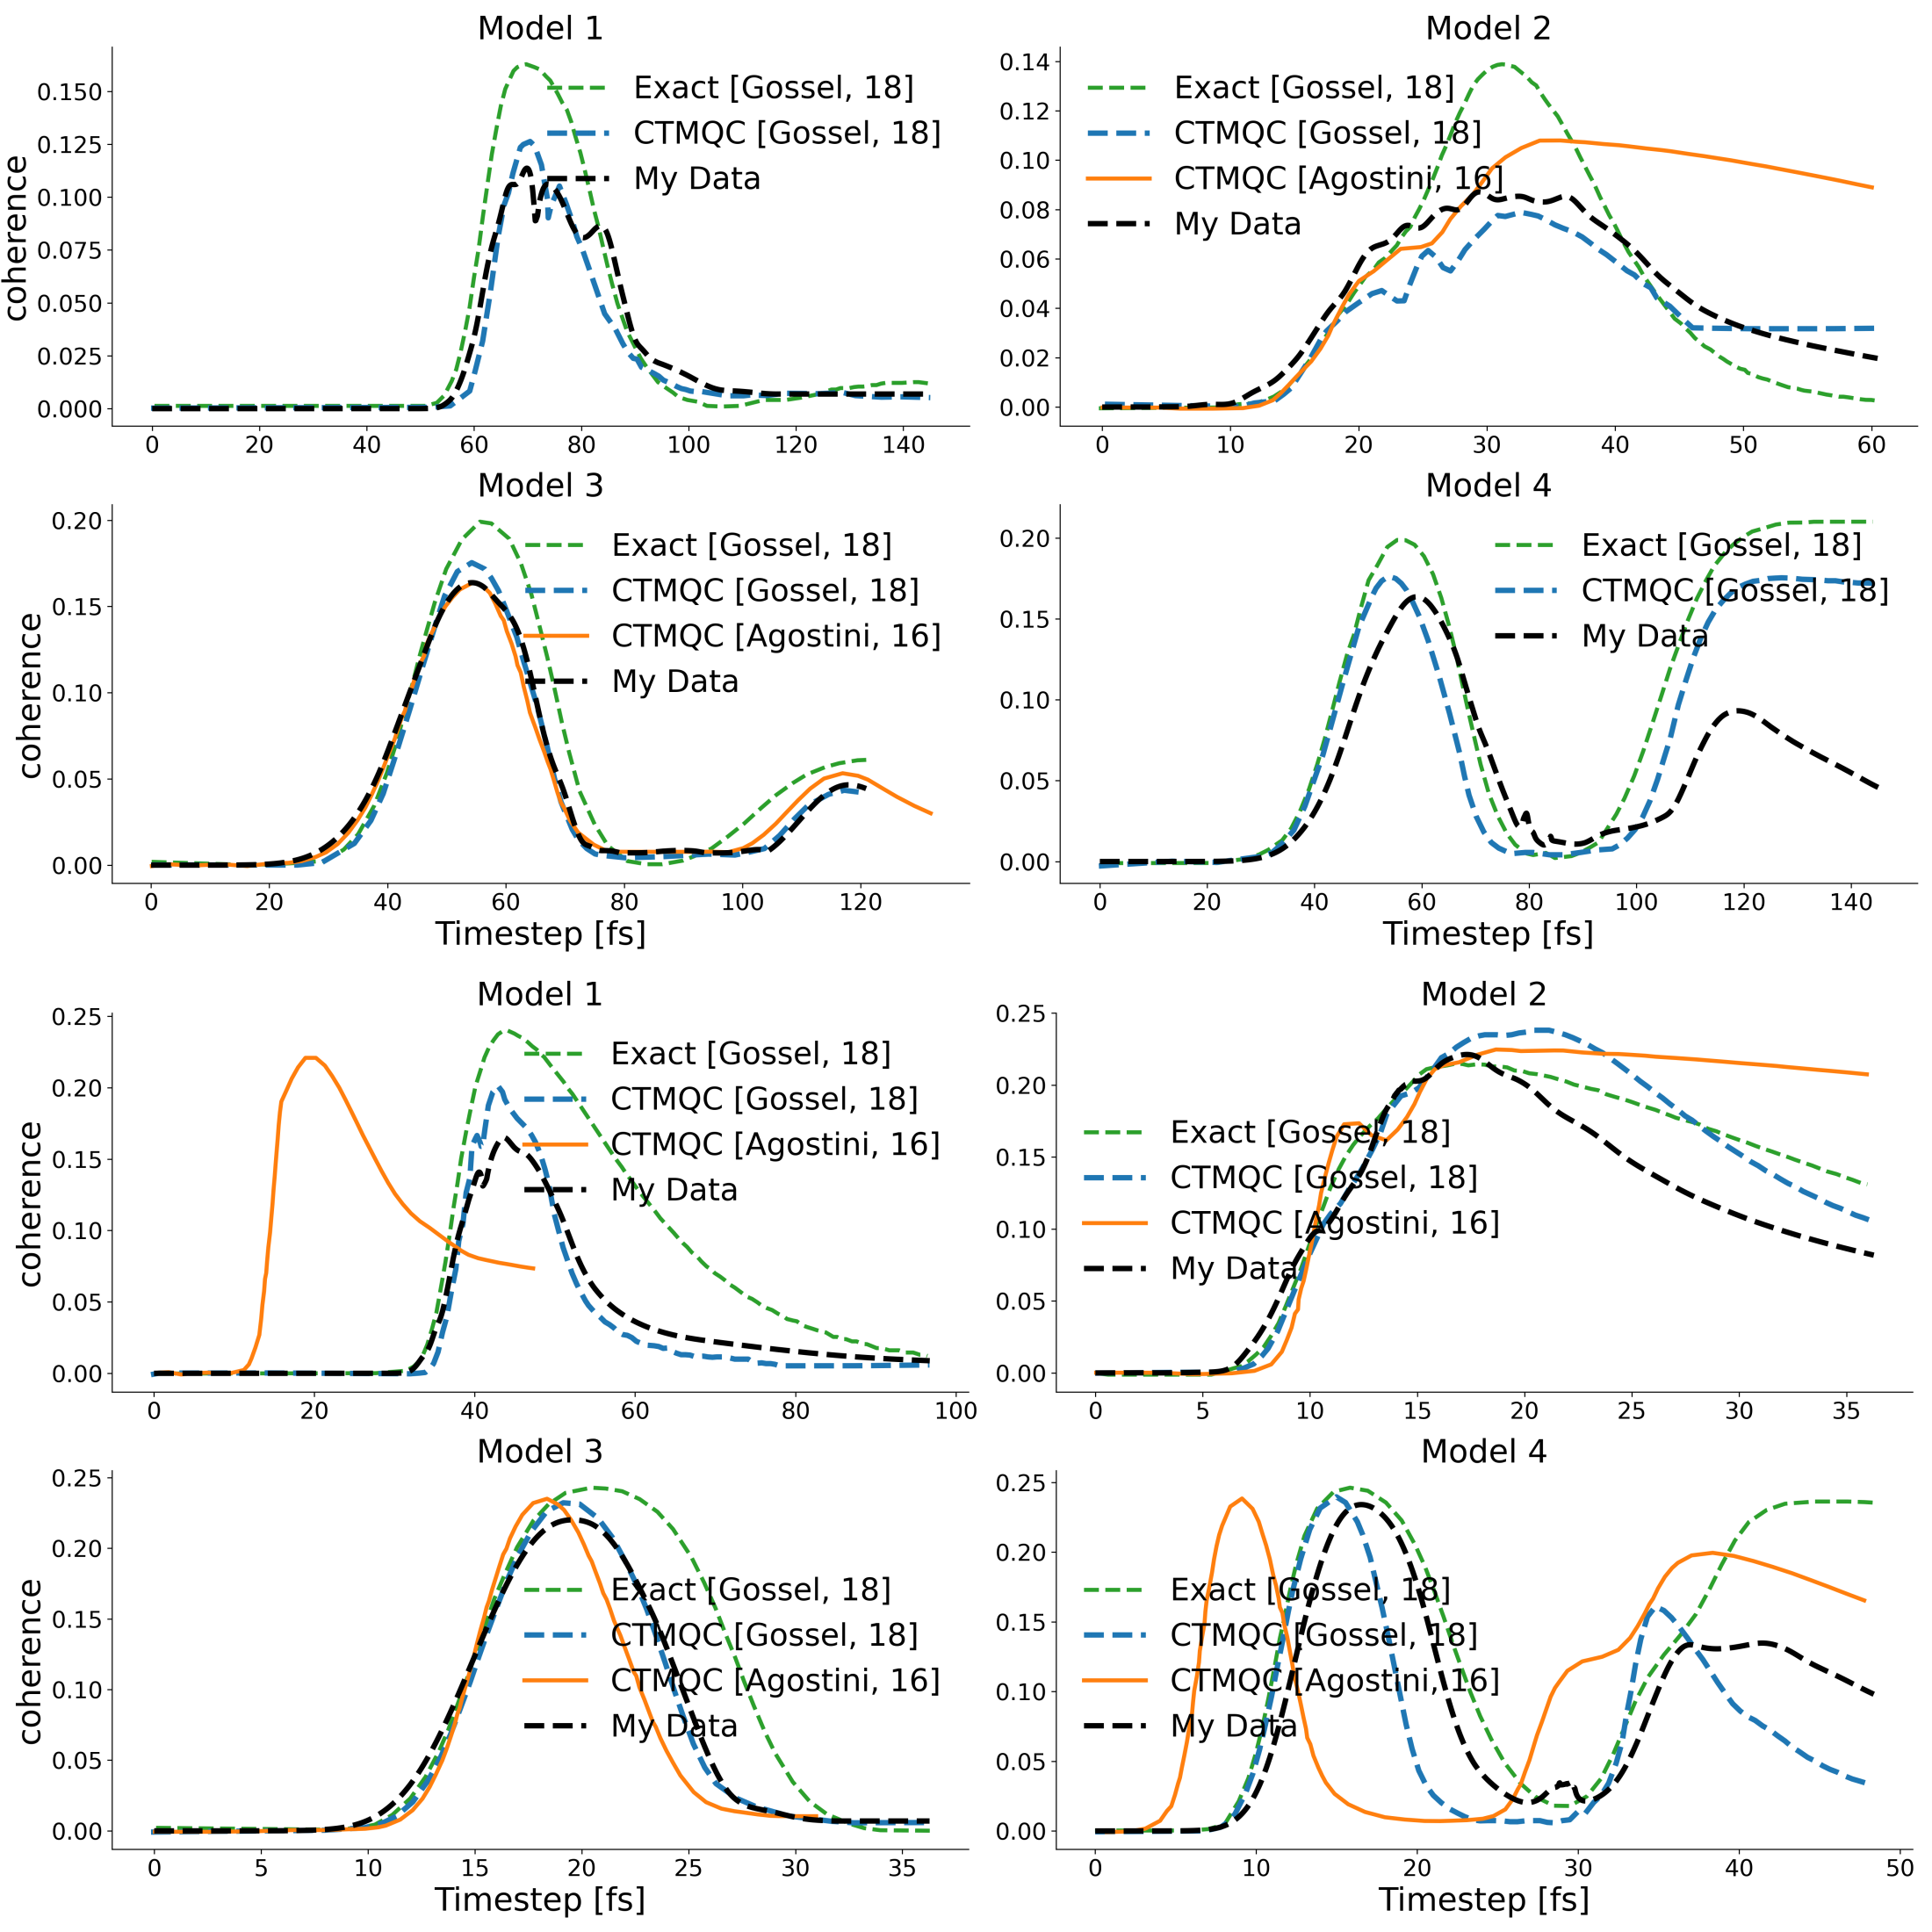 Model 1
coherence
0.150
0.125
0.100
0.075
0.050
0.025
0.000
Exact [Gossel, 18]
CTMQC [Gossel, 18]
My Data
0 20 40 60 80 100 120 140
Model 2
0.14
0.12
0.10
0.08
0.06
0.04
0.02
0.00
Exact [Gossel, 18]
CTMQC [Gossel, 18]
CTMQC [Agostini, 16]
My Data
0 10 20 30 40 50 60
Model 3
coherence
0.20
0.15
0.10
0.05
0.00
Exact [Gossel, 18]
CTMQC [Gossel, 18]
CTMQC [Agostini, 16]
My Data
0 20 40 60 80 100 120
Timestep [fs]
Model 4
0.20
0.15
0.10
0.05
0.00
Exact [Gossel, 18]
CTMQC [Gossel, 18]
My Data
0 20 40 60 80 100 120 140
Timestep [fs]
Model 1
coherence
0.25
0.20
0.15
0.10
0.05
0.00
Exact [Gossel, 18]
CTMQC [Gossel, 18]
CTMQC [Agostini, 16]
My Data
0 20 40 60 80 100
Model 2
0.25
0.20
0.15
0.10
0.05
0.00
Exact [Gossel, 18]
CTMQC [Gossel, 18]
CTMQC [Agostini, 16]
My Data
0 5 10 15 20 25 30 35
Model 3
coherence
0.25
0.20
0.15
0.10
0.05
0.00
Exact [Gossel, 18]
CTMQC [Gossel, 18]
CTMQC [Agostini, 16]
My Data
0 5 10 15 20 25 30 35
Timestep [fs]
Model 4
0.25
0.20
0.15
0.10
0.05
0.00
Exact [Gossel, 18]
CTMQC [Gossel, 18]
CTMQC [Agostini, 16]
My Data
0 10 20 30 40 50
Timestep [fs]